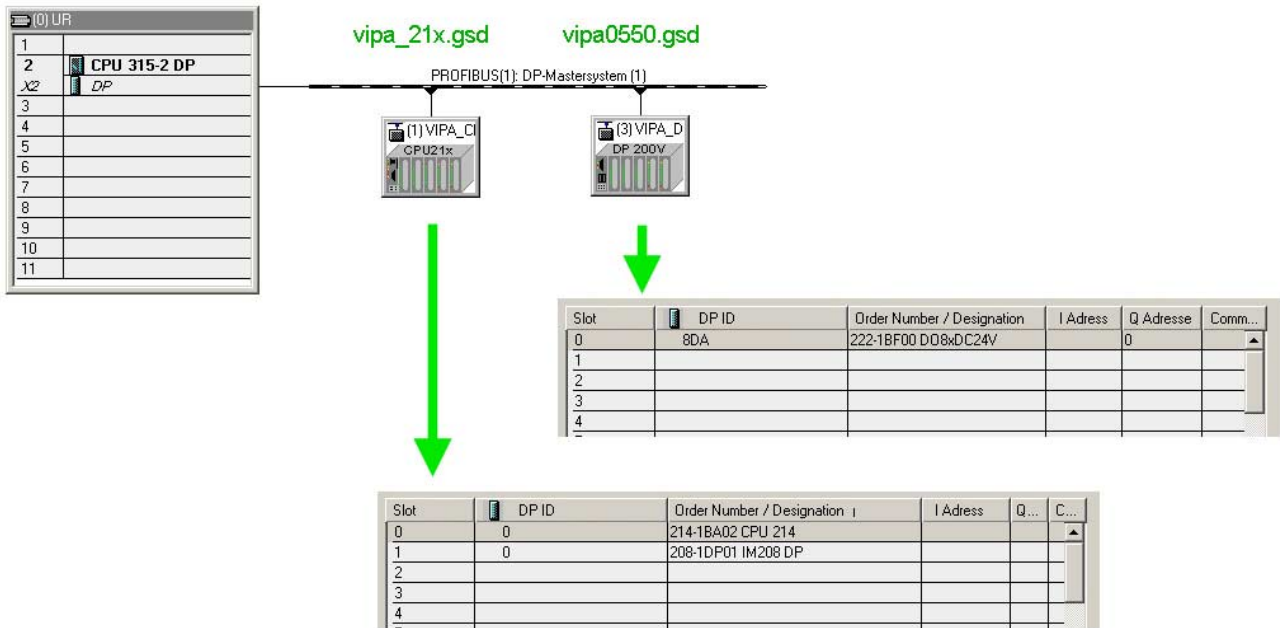 (0) UR
1
2 CPU 315-2 DP
X2 DP
3
4
5
6
7
8
9
10
11
vipa_21x.gsd vipa0550.gsd
PROFIBUS(1): DP-Mastersystem (1)
(1) VIPA_CI
CPU21x
(3) VIPA_D
DP 200V
Slot DP ID Order Number / Designation I Adress Q Adresse Comm...
0 8DA 222-1BF00 DO8xDC24V 0
1
2
3
4
Slot DP ID Order Number / Designation I Adress Q... C...
0 0 214-1BA02 CPU 214
1 0 208-1DP01 IM208 DP
2
3
4